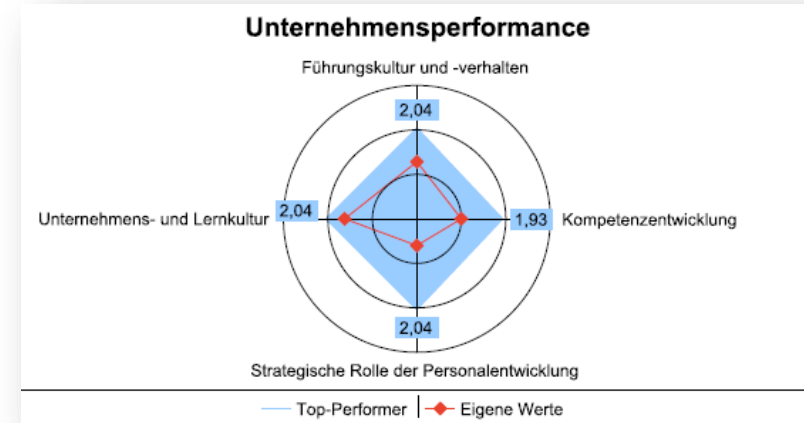 Unternehmensperformance
Führungskultur und -verhalten
2,04
Unternehmens- und Lernkultur
2,04
1,93
Kompetenzentwicklung
2,04
Strategische Rolle der Personalentwicklung
Top-Performer
Eigene Werte